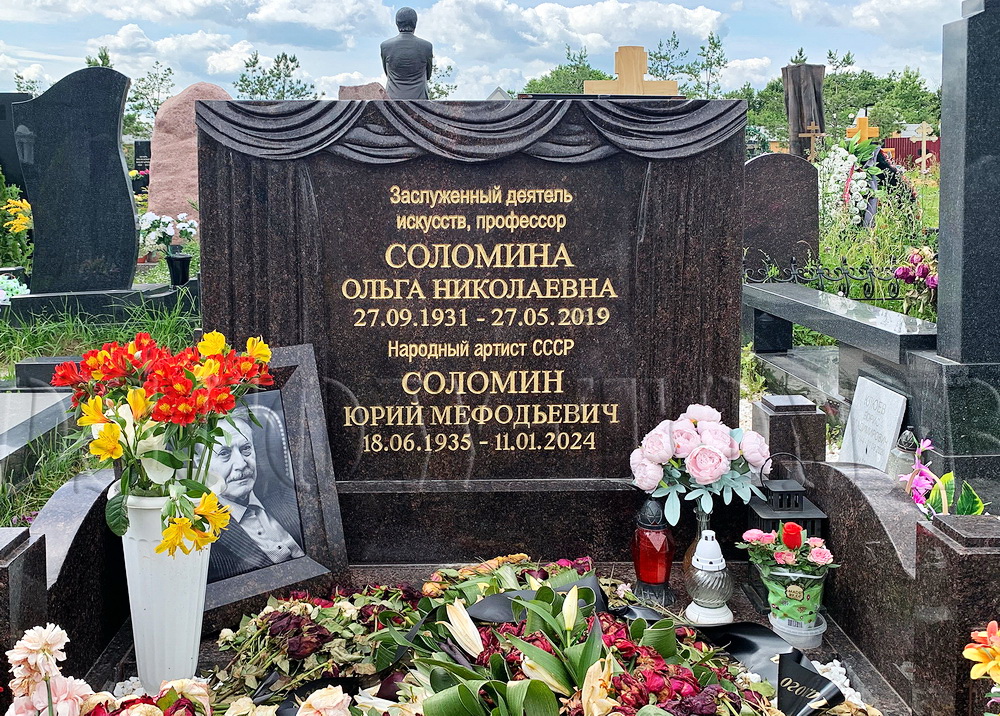 Заслуженный деятель
искусств, профессор
СОЛОМИНА
ОЛЬГА НИКОЛАЕВНА
27.09.1931 - 27.05.2019
Народный артист СССР
СОЛОМИН
ЮРИЙ МЕФОДЬЕВИЧ
18.06.1935 - 11.01.2024